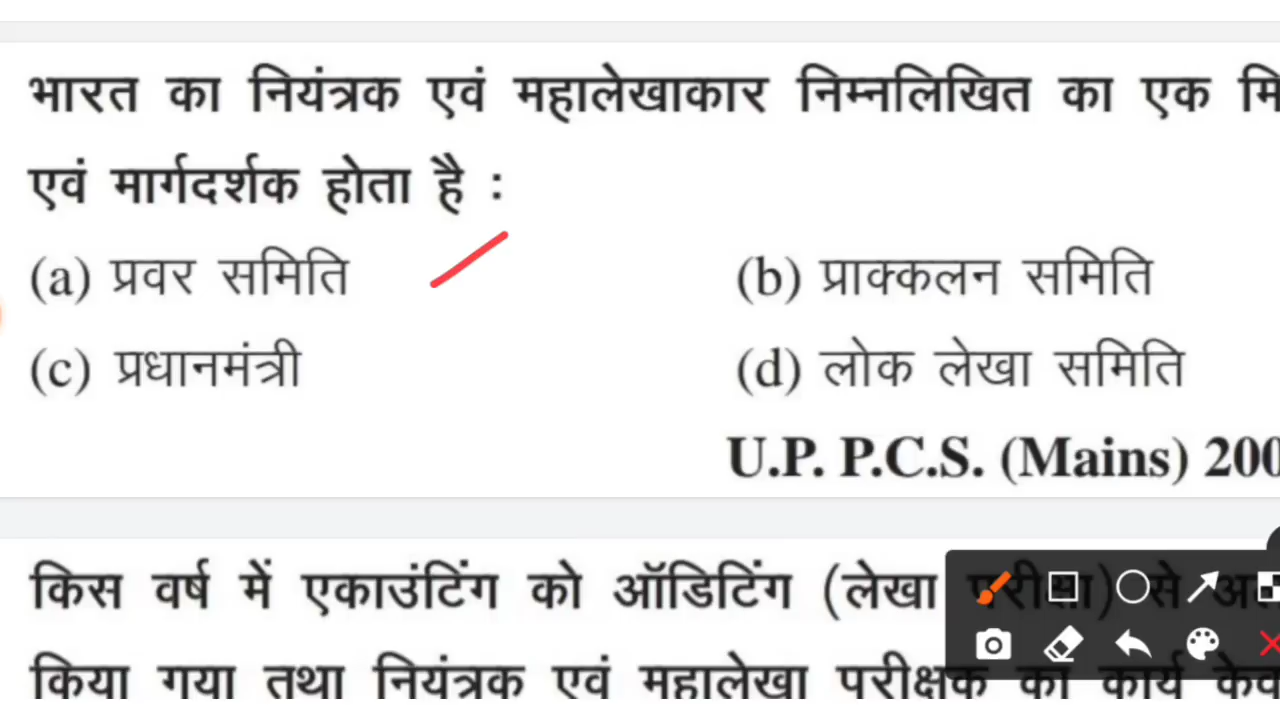 भारत का नियंत्रक एवं महालेखाकार निम्नलिखित का एक
एवं मार्गदर्शक होता है :
(a) प्रवर समिति (b) प्राक्कलन समिति
(c) प्रधानमंत्री (d) लोक लेखा समिति
U.P. P.C.S. (Mains)
किस वर्ष में एकाउंटिंग को ऑडिटिंग (लेखा परीक्षा) से
किया गया तथा नियंत्रक एवं महालेखा परीक्षक का कार्य